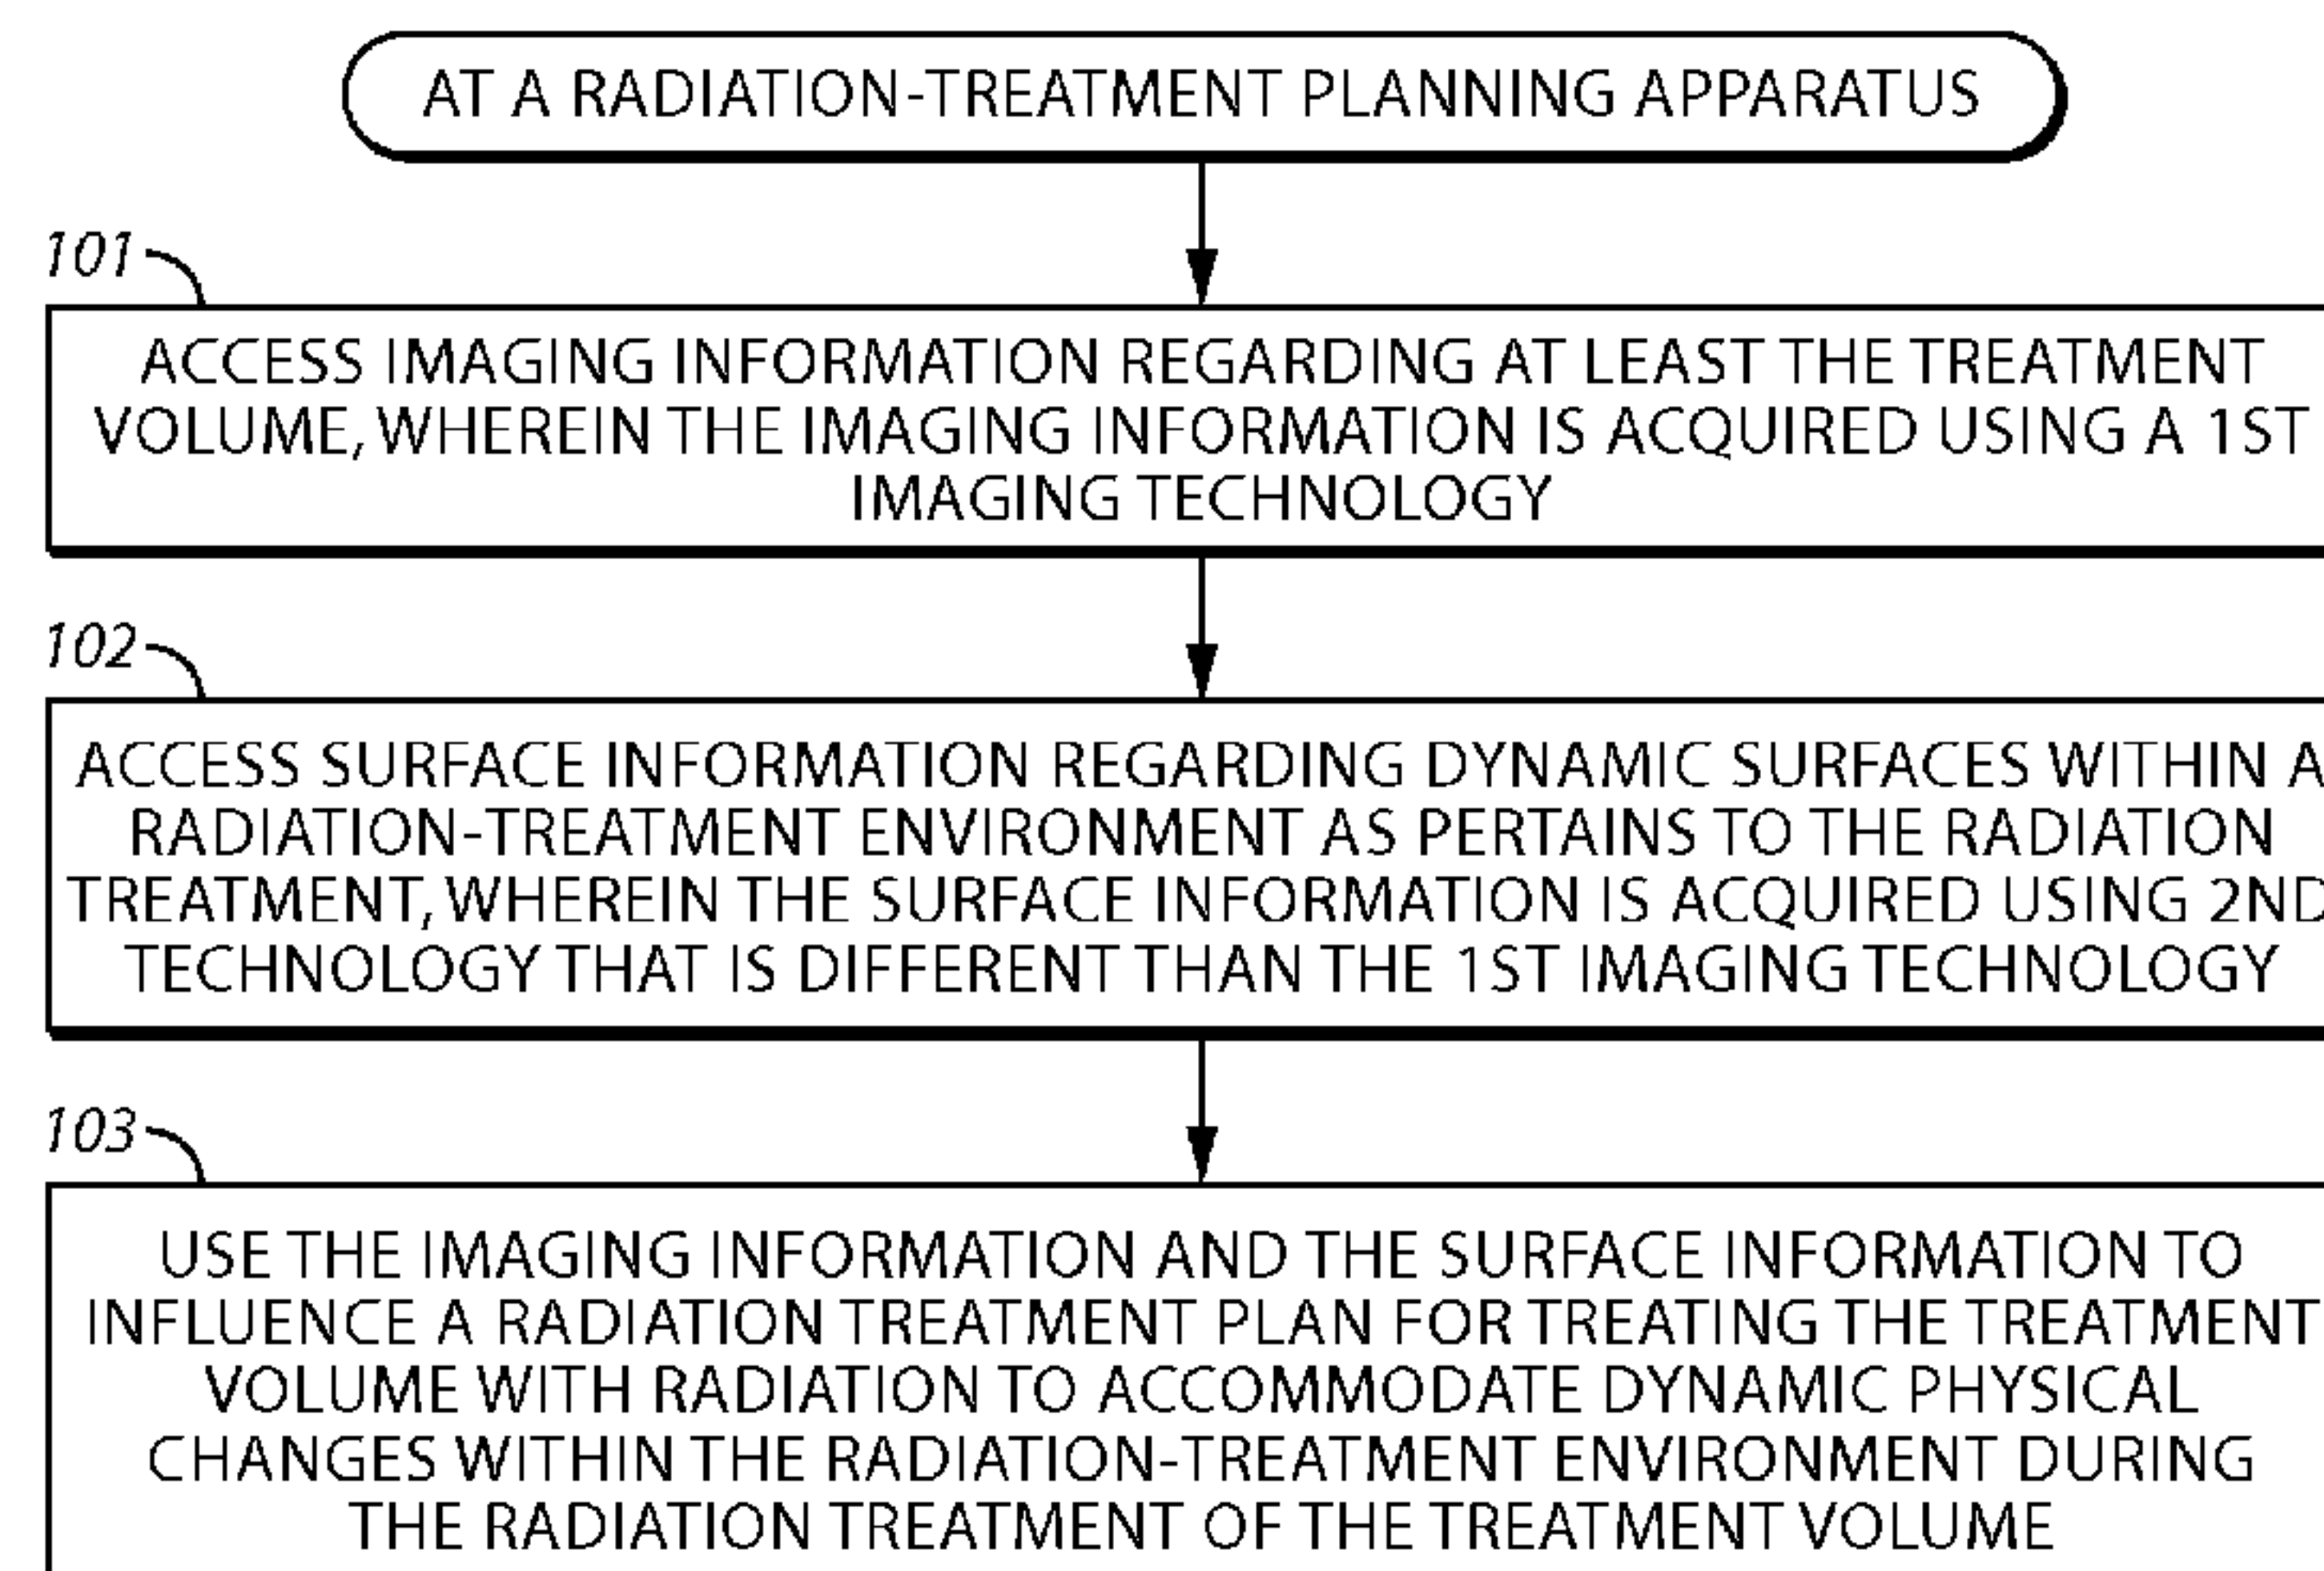 AT A RADIATION-TREATMENT PLANNING APPARATUS
101
ACCESS IMAGING INFORMATION REGARDING AT LEAST THE TREATMENT
VOLUME, WHEREIN THE IMAGING INFORMATION IS ACQUIRED USING A 1ST
IMAGING TECHNOLOGY
102
ACCESS SURFACE INFORMATION REGARDING DYNAMIC SURFACES WITHIN A
RADIATION-TREATMENT ENVIRONMENT AS PERTAINS TO THE RADIATION
TREATMENT, WHEREIN THE SURFACE INFORMATION IS ACQUIRED USING 2ND
TECHNOLOGY THAT IS DIFFERENT THAN THE 1ST IMAGING TECHNOLOGY
103
USE THE IMAGING INFORMATION AND THE SURFACE INFORMATION TO
INFLUENCE A RADIATION TREATMENT PLAN FOR TREATING THE TREATMENT
VOLUME WITH RADIATION TO ACCOMMODATE DYNAMIC PHYSICAL
CHANGES WITHIN THE RADIATION-TREATMENT ENVIRONMENT DURING
THE RADIATION TREATMENT OF THE TREATMENT VOLUME